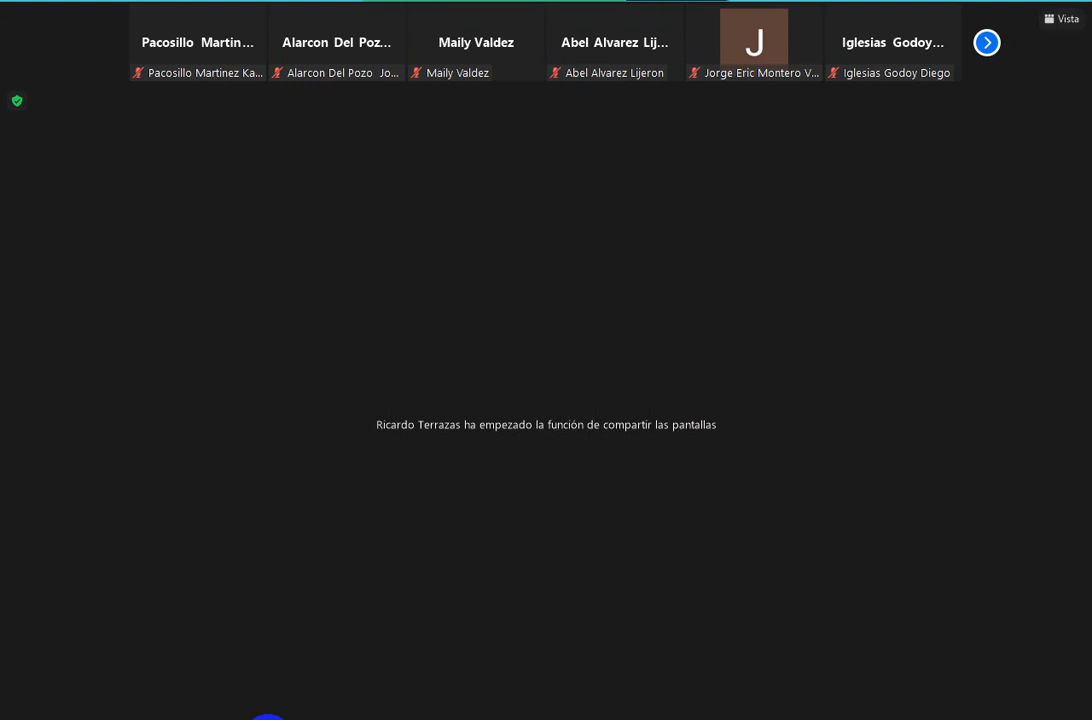 Vista
Pacosillo Martin...
Alarcon Del Poz...
Maily Valdez
Abel Alvarez Lij...
J
Iglesias Godoy...
Pacosillo Martinez Ka...
Alarcon Del Pozo Jo...
Maily Valdez
Abel Alvarez Lijeron
Jorge Eric Montero V...
Iglesias Godoy Diego
Ricardo Terrazas ha empezado la función de compartir las pantallas